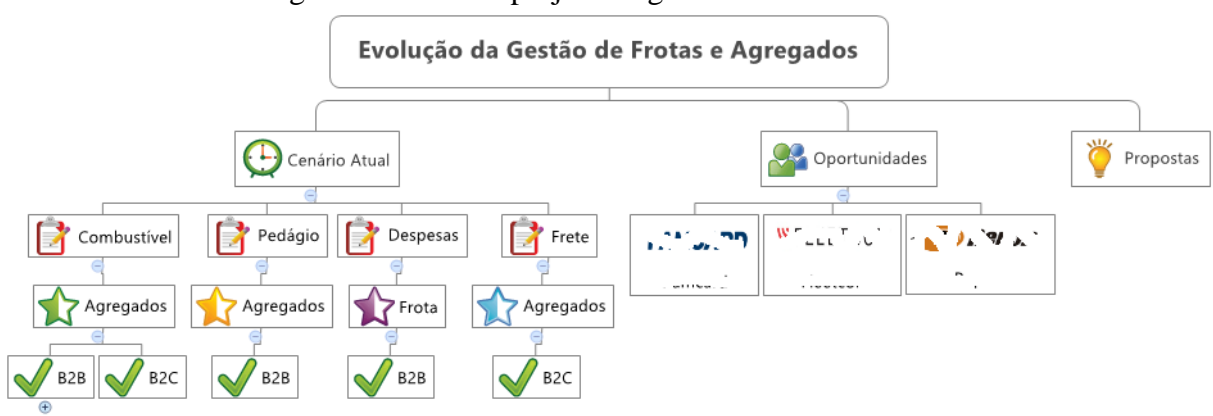 Evolução da Gestão de Frotas e Agregados
Cenário Atual
Oportunidades
Propostas
Combustível
Pedágio
Despesas
Frete
Agregados
Agregados
Frota
Agregados
B2B
B2C
B2B
B2B
B2C